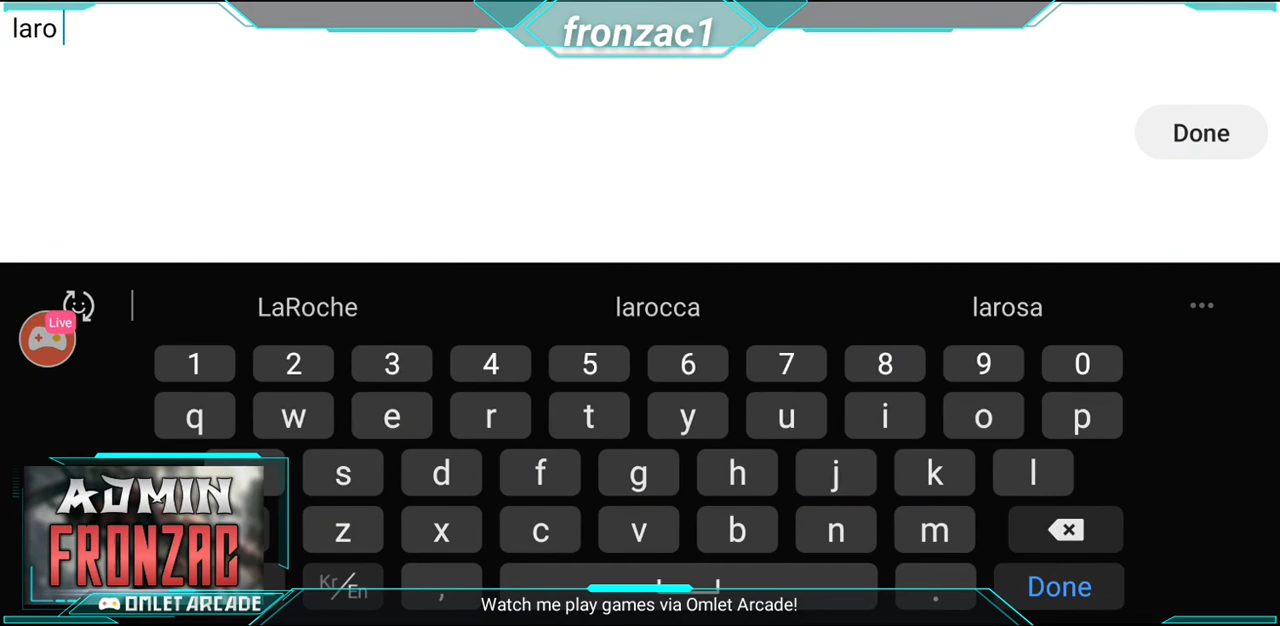 laro
fronzac1
Done
LaRoche larocca larosa
Live
1 2 3 4 5 6 7 8 9 0
q w e r t y u i o p
s d f g h j k l
z x c v b n m
Kr/En , . Done
ADMIN
FRONZAC
OMLET ARCADE
Watch me play games via Omlet Arcade!